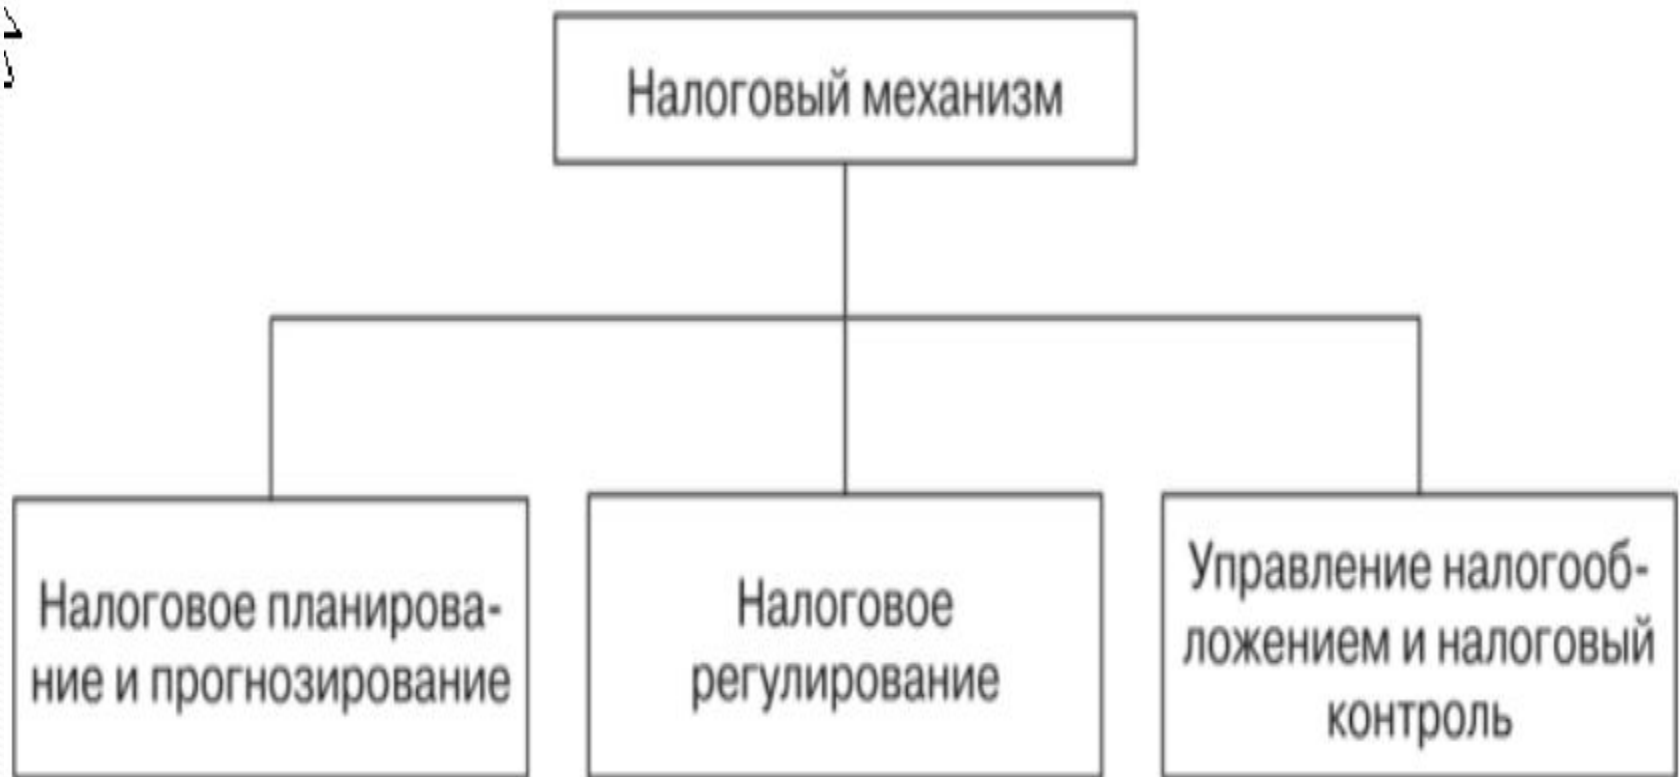 Налоговый механизм
Налоговое планирова-
ние и прогнозирование
Налоговое
регулирование
Управление налогооб-
ложением и налоговый
контроль